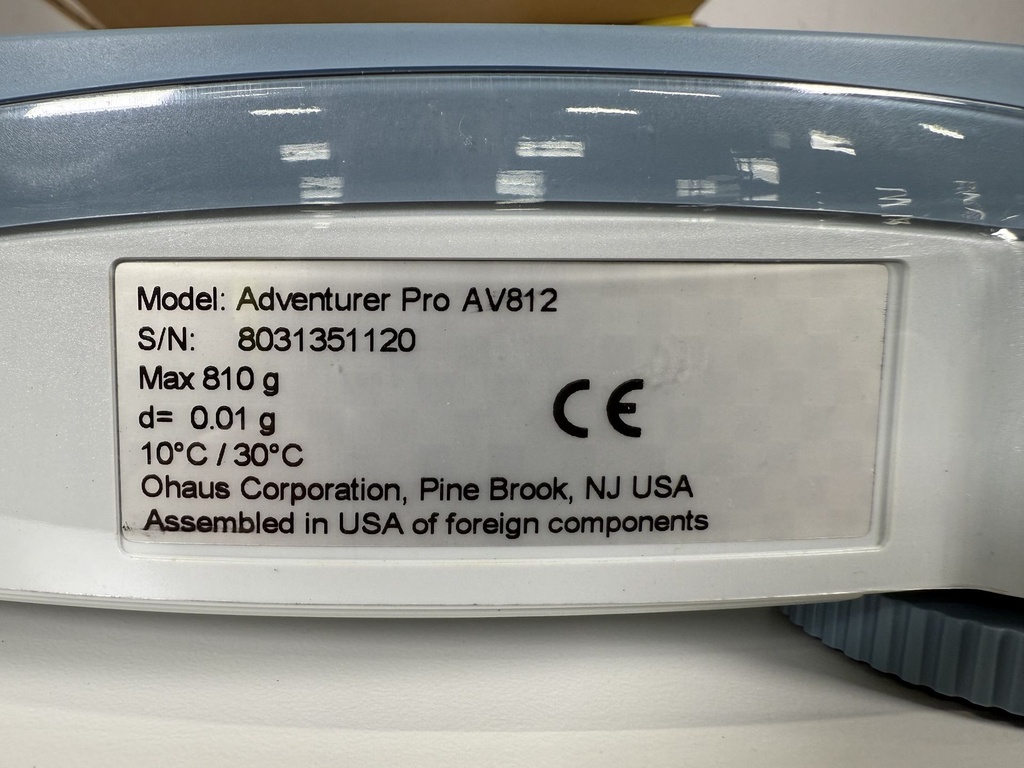 Model: Adventurer Pro AV812
S/N: 8031351120
Max 810 g
d= 0.01 g
CE
10°C / 30°C
Ohaus Corporation, Pine Brook, NJ USA
Assembled in USA of foreign components